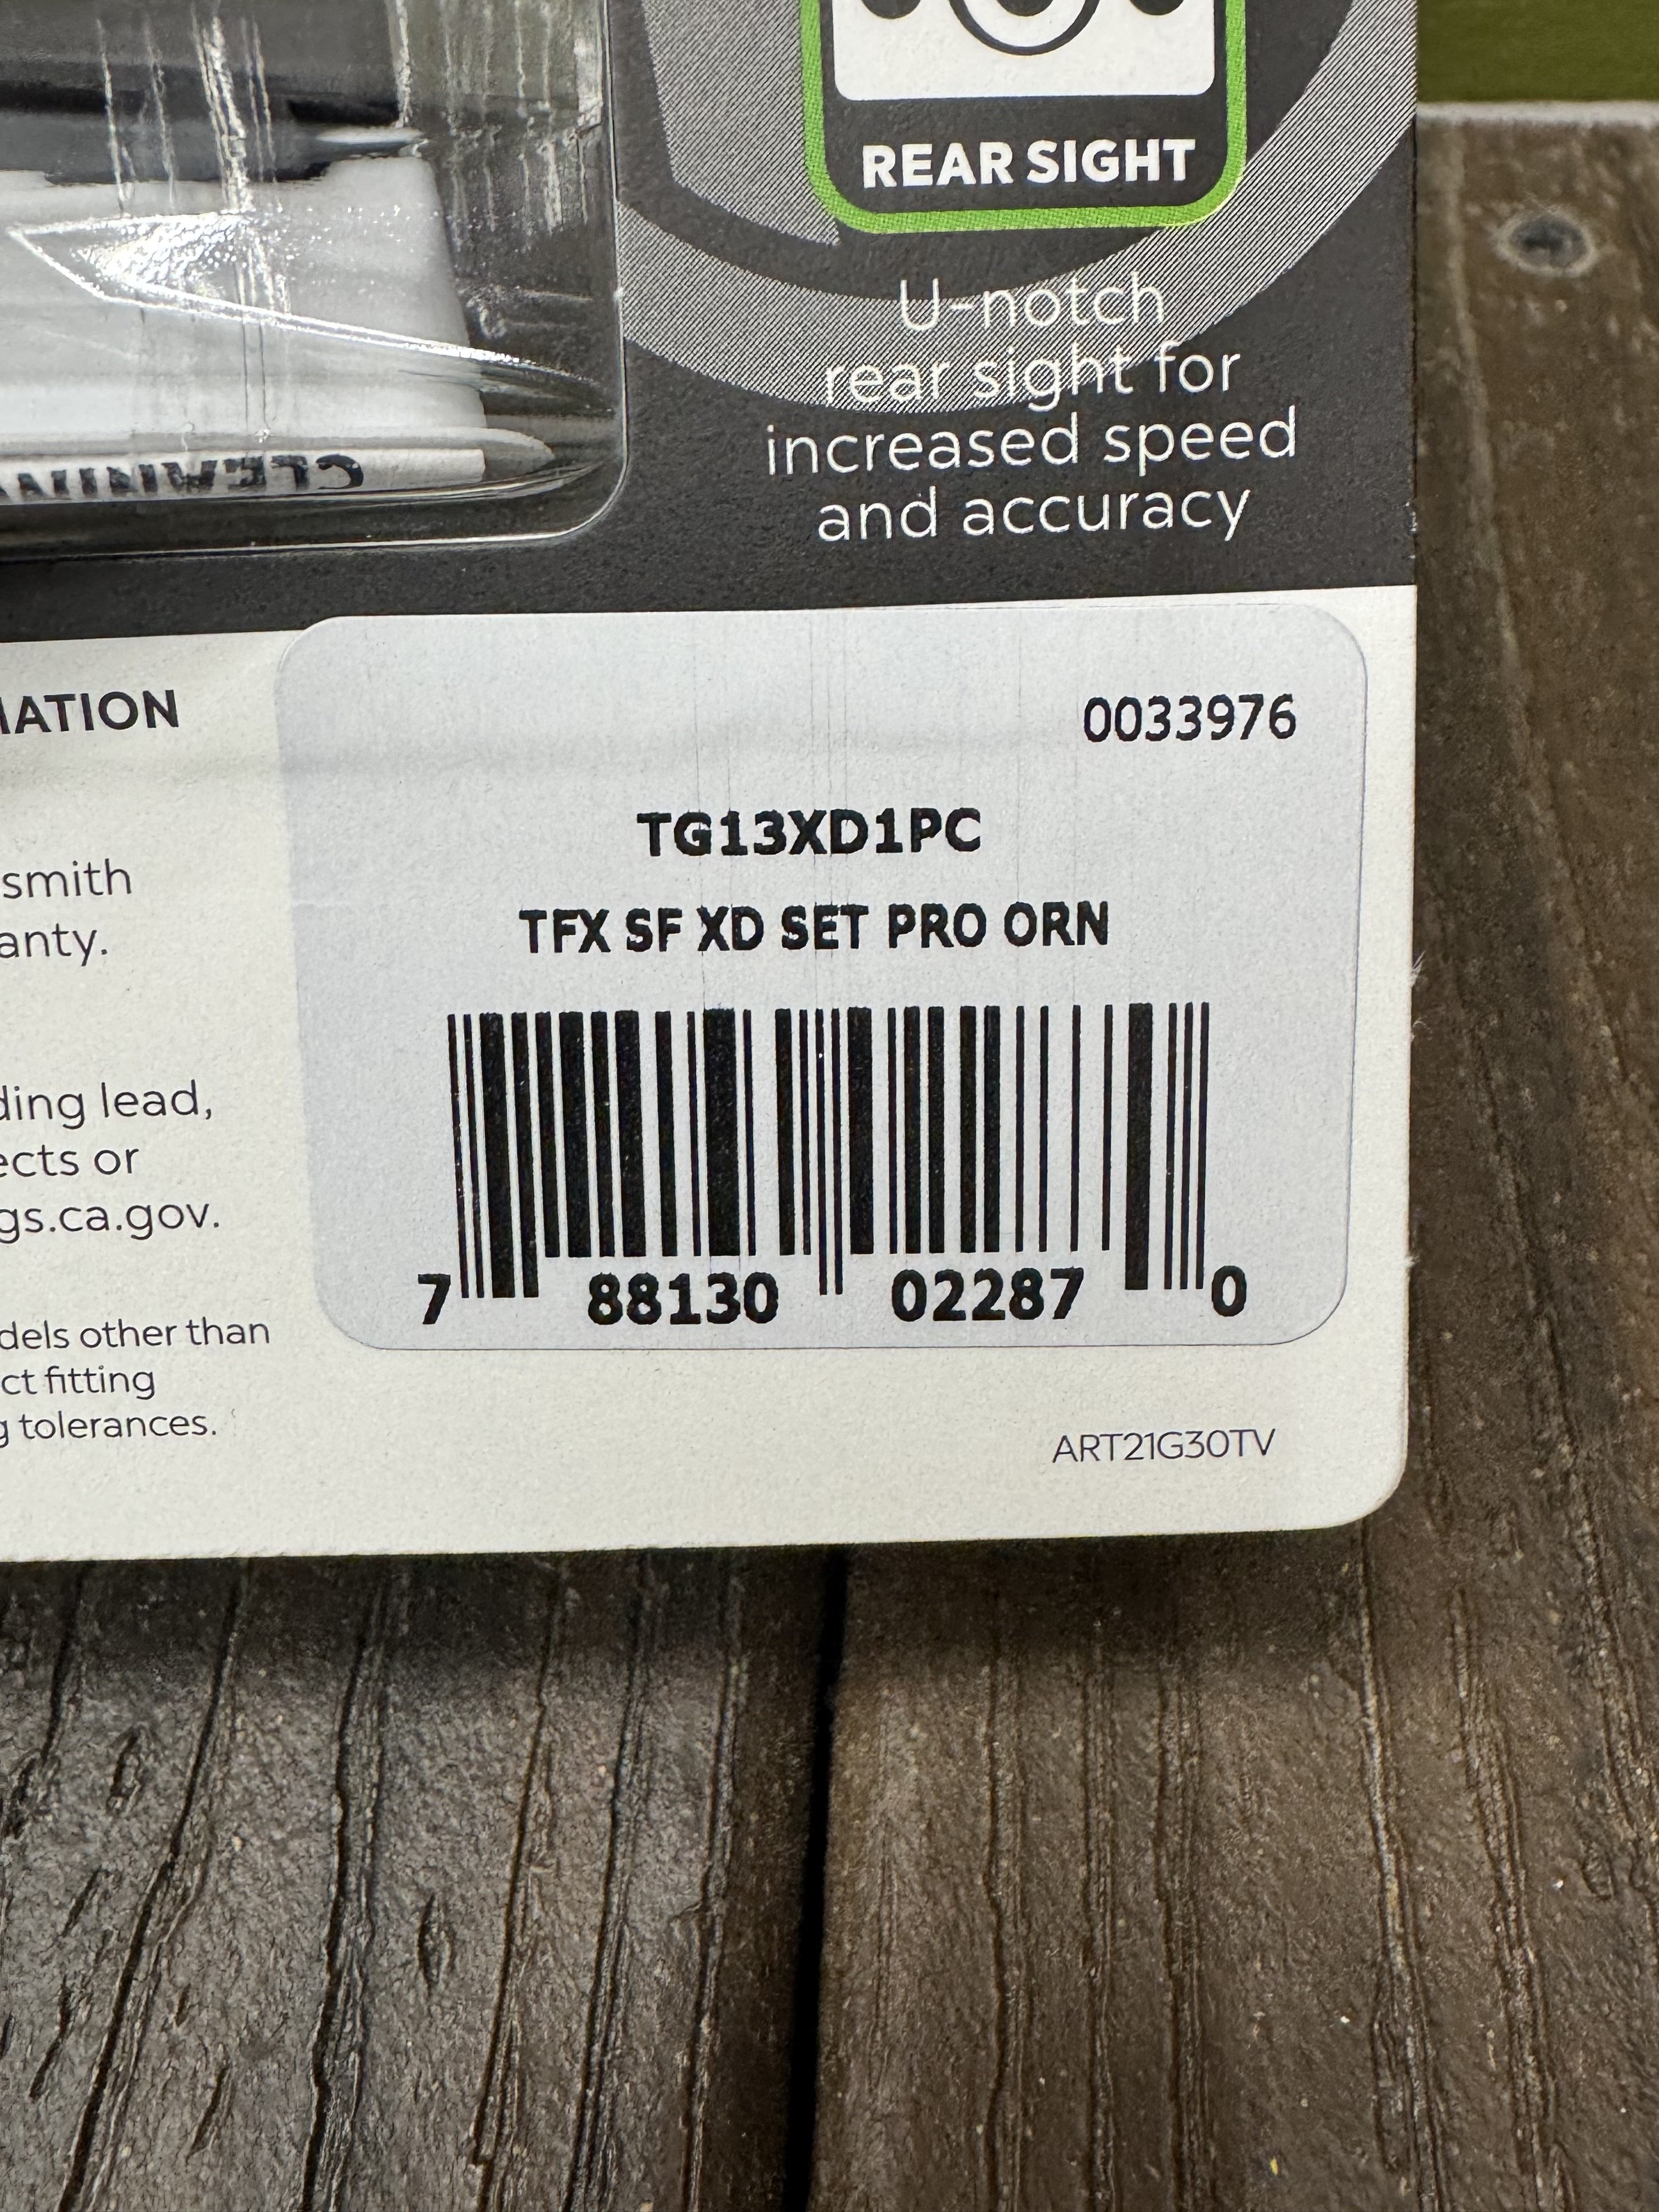 REAR SIGHT
U-notch
rear sight for
increased speed
and accuracy
0033976
TG13XD1PC
TFX SF XD SET PRO ORN
7 88130 02287 0
MATION
smith
anty.
ding lead,
ects or
gs.ca.gov.
dels other than
ct fitting
g tolerances.
ART21G30TV